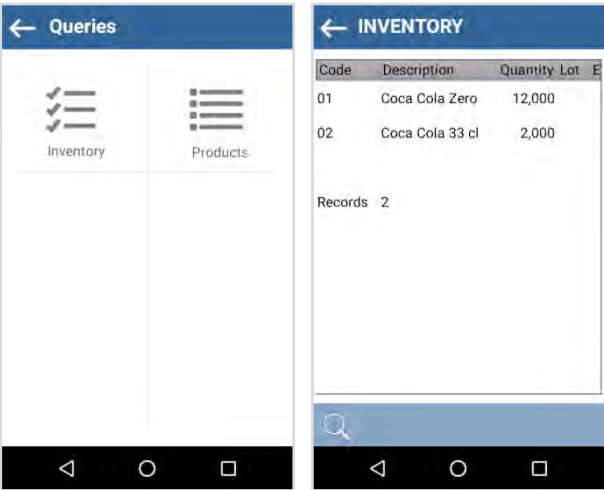 Queries
Inventory Products
INVENTORY
Code Description Quantity Lot E
01 Coca Cola Zero 12,000
02 Coca Cola 33 cl 2,000
Records 2